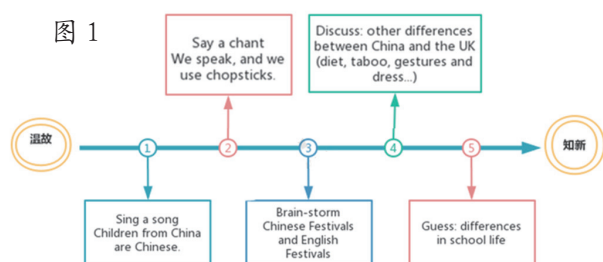 图 1
Say a chant
We speak, and we
use chopsticks.
Discuss: other differences
between China and the UK
(diet, taboo, gestures and
dress...)
温故
1
2
3
4
5
知新
Sing a song
Children from China
are Chinese.
Brain-storm
Chinese Festivals
and English
Festivals
Guess: differences
in school life